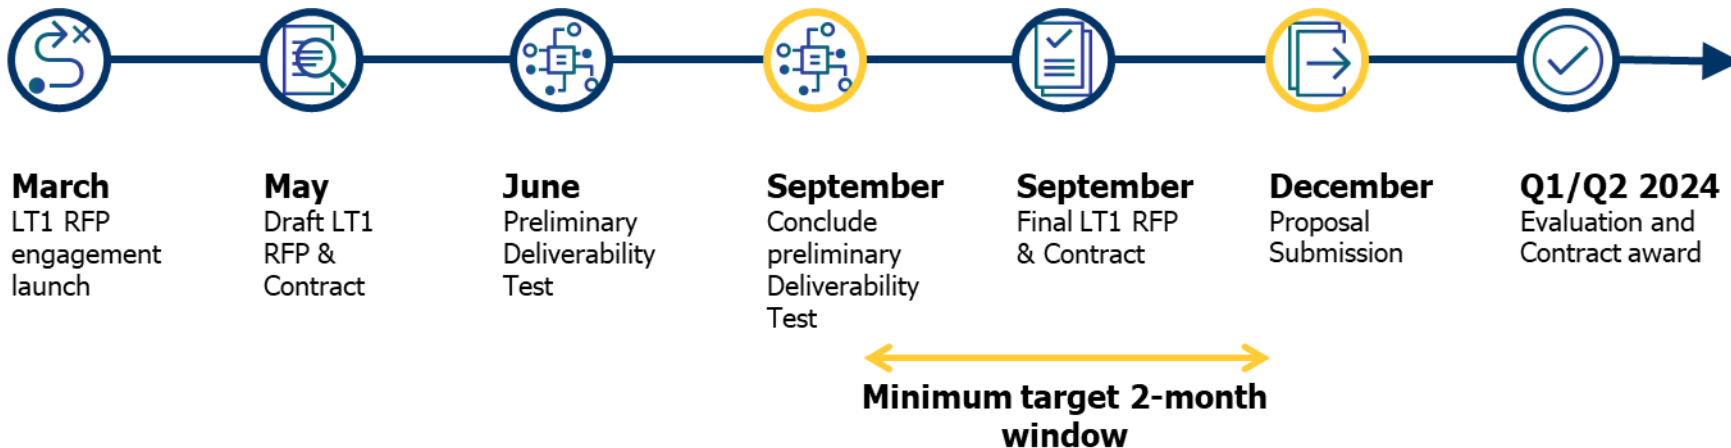 March
LT1 RFP
engagement
launch
May
Draft LT1
RFP &
Contract
June
Preliminary
Deliverability
Test
September
Conclude
preliminary
Deliverability
Test
September
Final LT1 RFP
& Contract
December
Proposal
Submission
Q1/Q2 2024
Evaluation and
Contract award
Minimum target 2-month
window